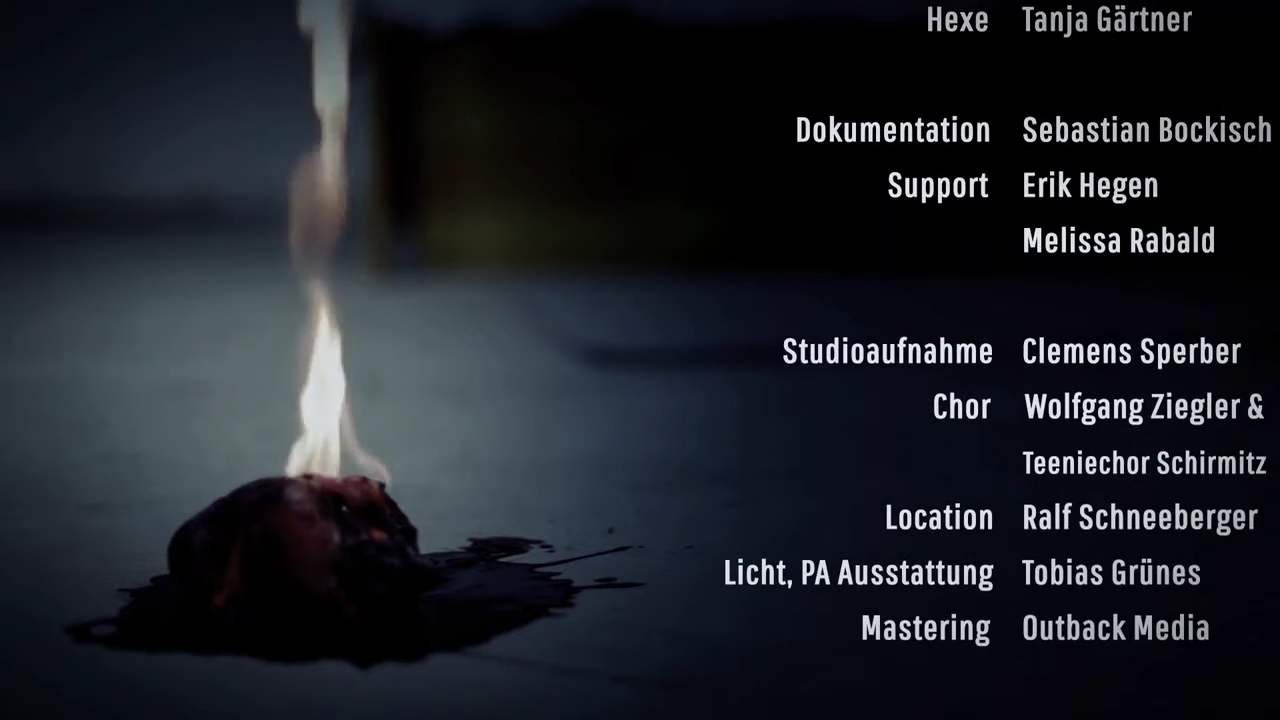 Hexe Tanja Gärtner
Dokumentation Sebastian Bockisch
Support Erik Hegen
Melissa Rabald
Studioaufnahme Clemens Sperber
Chor Wolfgang Ziegler &
Teeniechor Schirmitz
Location Ralf Schneeberger
Licht, PA Ausstattung Tobias Grünes
Mastering Outback Media